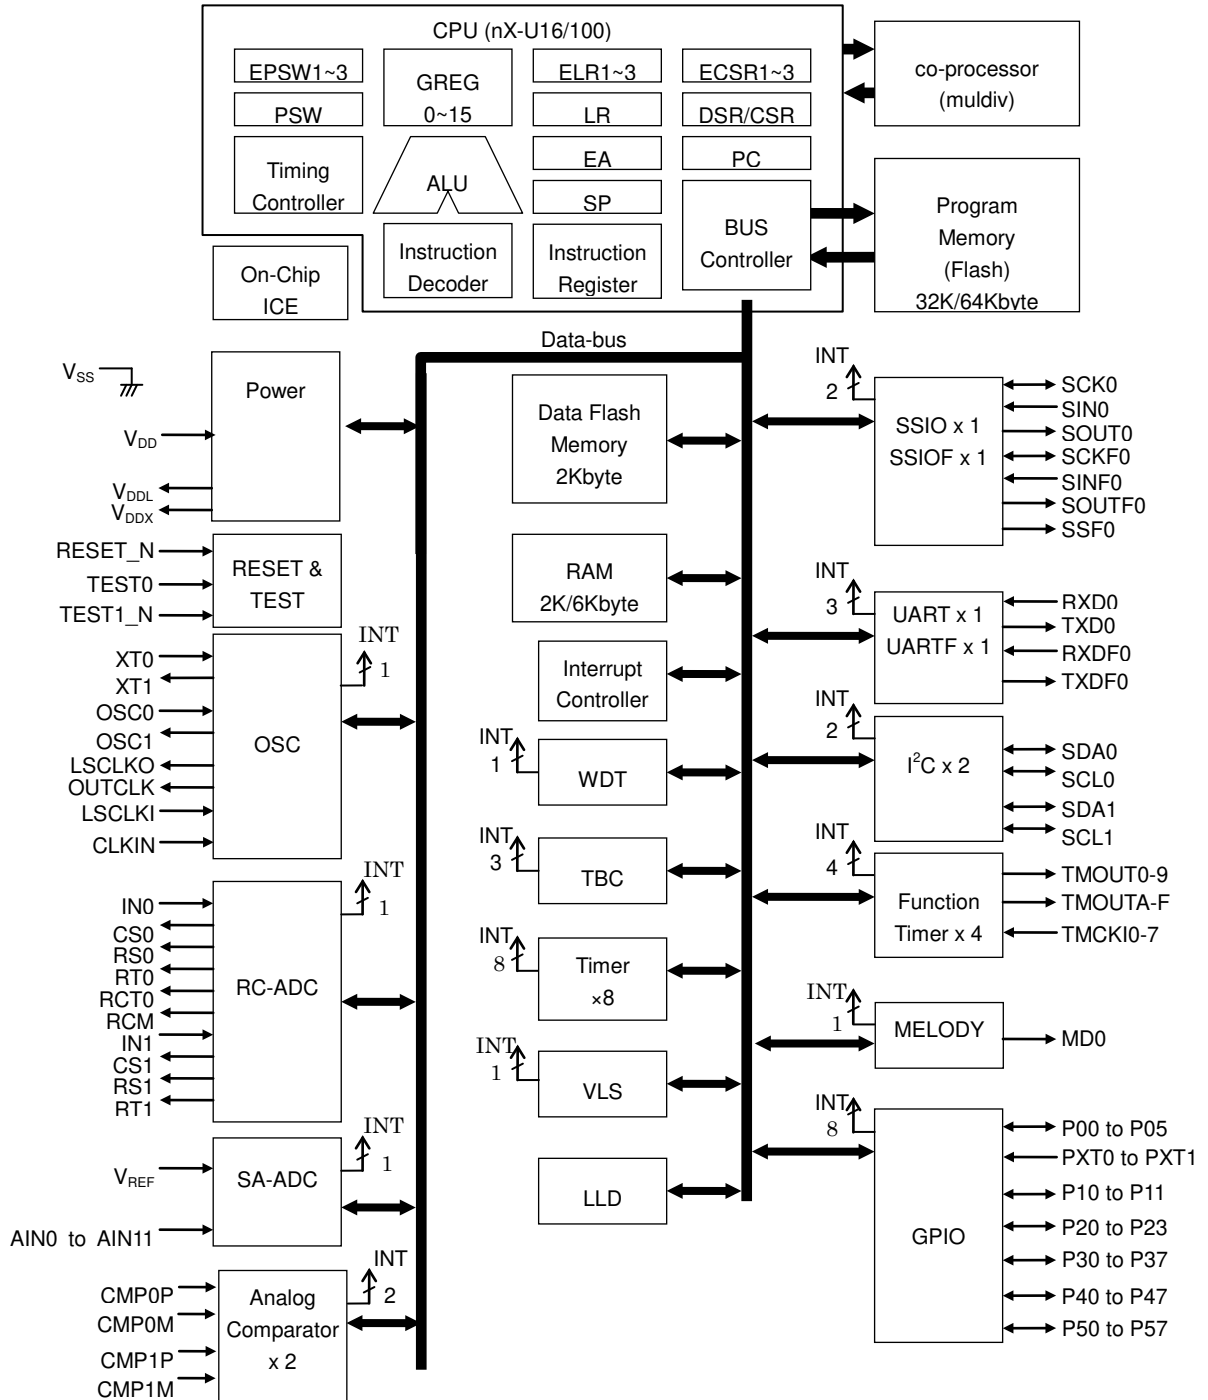 CPU (nX-U16/100)
EPSW1~3
GREG
0~15
ELR1~3
ECSR1~3
PSW
LR
DSR/CSR
Timing
Controller
ALU
EA
PC
SP
BUS
Controller
Instruction
Decoder
Instruction
Register
On-Chip
ICE
co-processor
(muldiv)
Program
Memory
(Flash)
32K/64Kbyte
Data-bus
VSS
Power
VDD
VDDL
VDDX
RESET_N
TEST0
TEST1_N
RESET &
TEST
INT
1
XT0
XT1
OSC0
OSC1
LSCLKO
OUTCLK
LSCLKI
CLKIN
OSC
INT
1
IN0
CS0
RS0
RT0
RCT0
RCM
IN1
CS1
RS1
RT1
RC-ADC
INT
1
VREF
AIN0 to AIN11
SA-ADC
INT
2
CMP0P
CMP0M
CMP1P
CMP1M
Analog
Comparator
x 2
Data Flash
Memory
2Kbyte
RAM
2K/6Kbyte
Interrupt
Controller
INT
1
WDT
INT
3
TBC
INT
8
Timer
×8
INT
1
VLS
LLD
INT
2
SSIO x 1
SSIOF x 1
SCK0
SIN0
SOUT0
SCKF0
SINF0
SOUTF0
SSF0
INT
3
UART x 1
UARTF x 1
RXD0
TXD0
RXDF0
TXDF0
INT
2
I²C x 2
SDA0
SCL0
SDA1
SCL1
INT
4
Function
Timer x 4
TMOUT0-9
TMOUTA-F
TMCKI0-7
INT
1
MELODY
MD0
INT
8
GPIO
P00 to P05
PXT0 to PXT1
P10 to P11
P20 to P23
P30 to P37
P40 to P47
P50 to P57